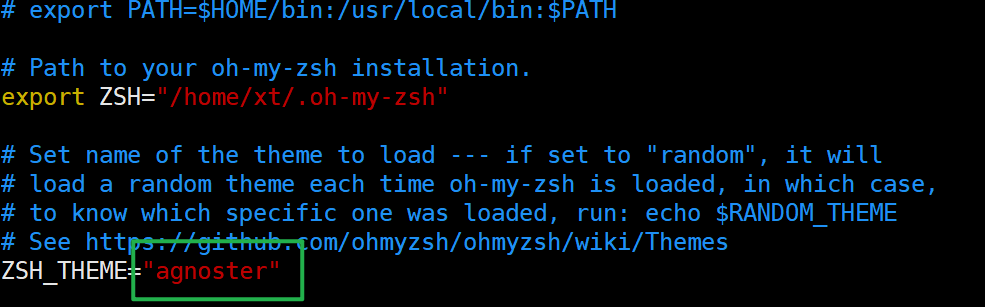 # export PATH=$HOME/bin:/usr/local/bin:$PATH
# Path to your oh-my-zsh installation.
export ZSH="/home/xt/.oh-my-zsh"
# Set name of the theme to load --- if set to "random", it will
# load a random theme each time oh-my-zsh is loaded, in which case,
# to know which specific one was loaded, run: echo $RANDOM_THEME
# See https://github.com/ohmyzsh/ohmyzsh/wiki/Themes
ZSH_THEME="agnoster"